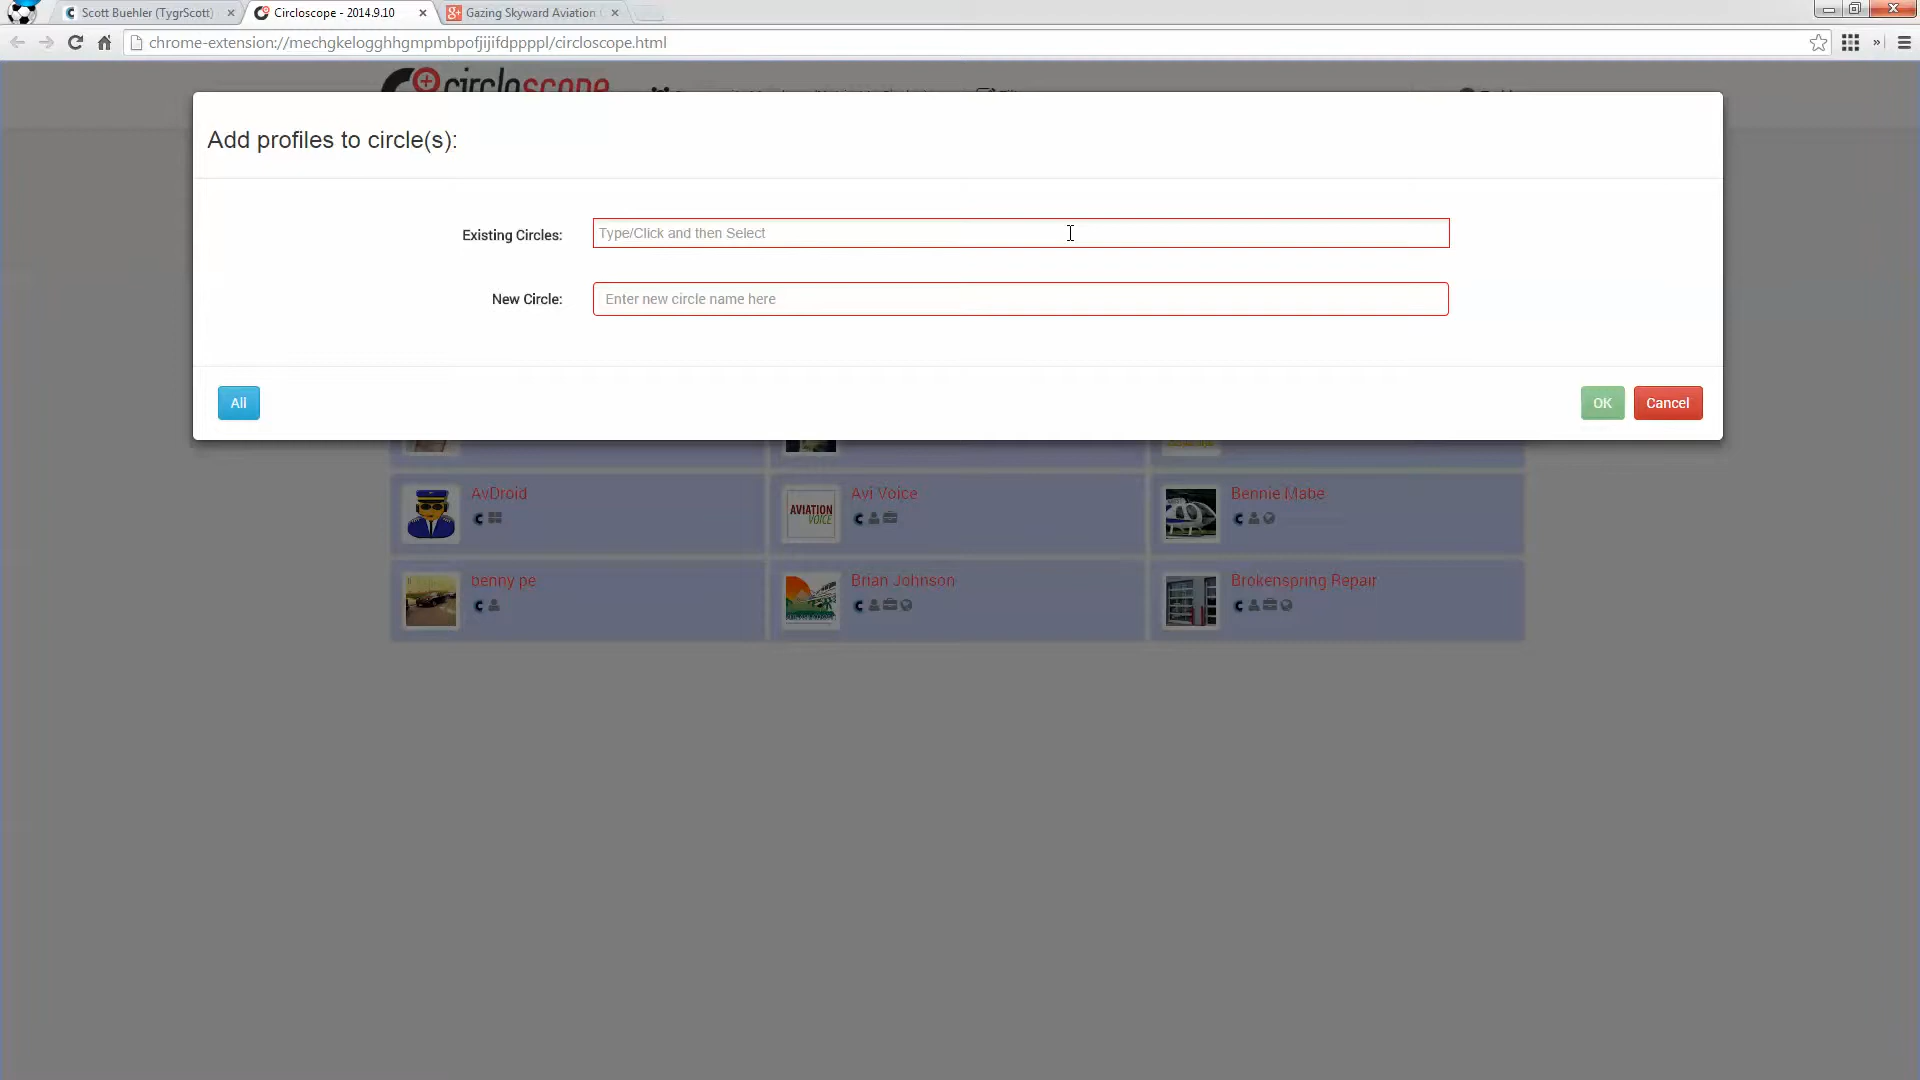 Scott Buehler (TygrScott)
Circloscope - 2014.9.10
Gazing Skyward Aviation
chrome-extension://mechgkelogghhgmpmbpofjijifdppppl/circloscope.html
circloscope
Add profiles to circle(s):
Existing Circles:
Type/Click and then Select
New Circle:
Enter new circle name here
All
OK
Cancel
AvDroid
Avi Voice
AVIATION
VOICE
Bennie Mabe
benny pe
Brian Johnson
Brokenspring Repair